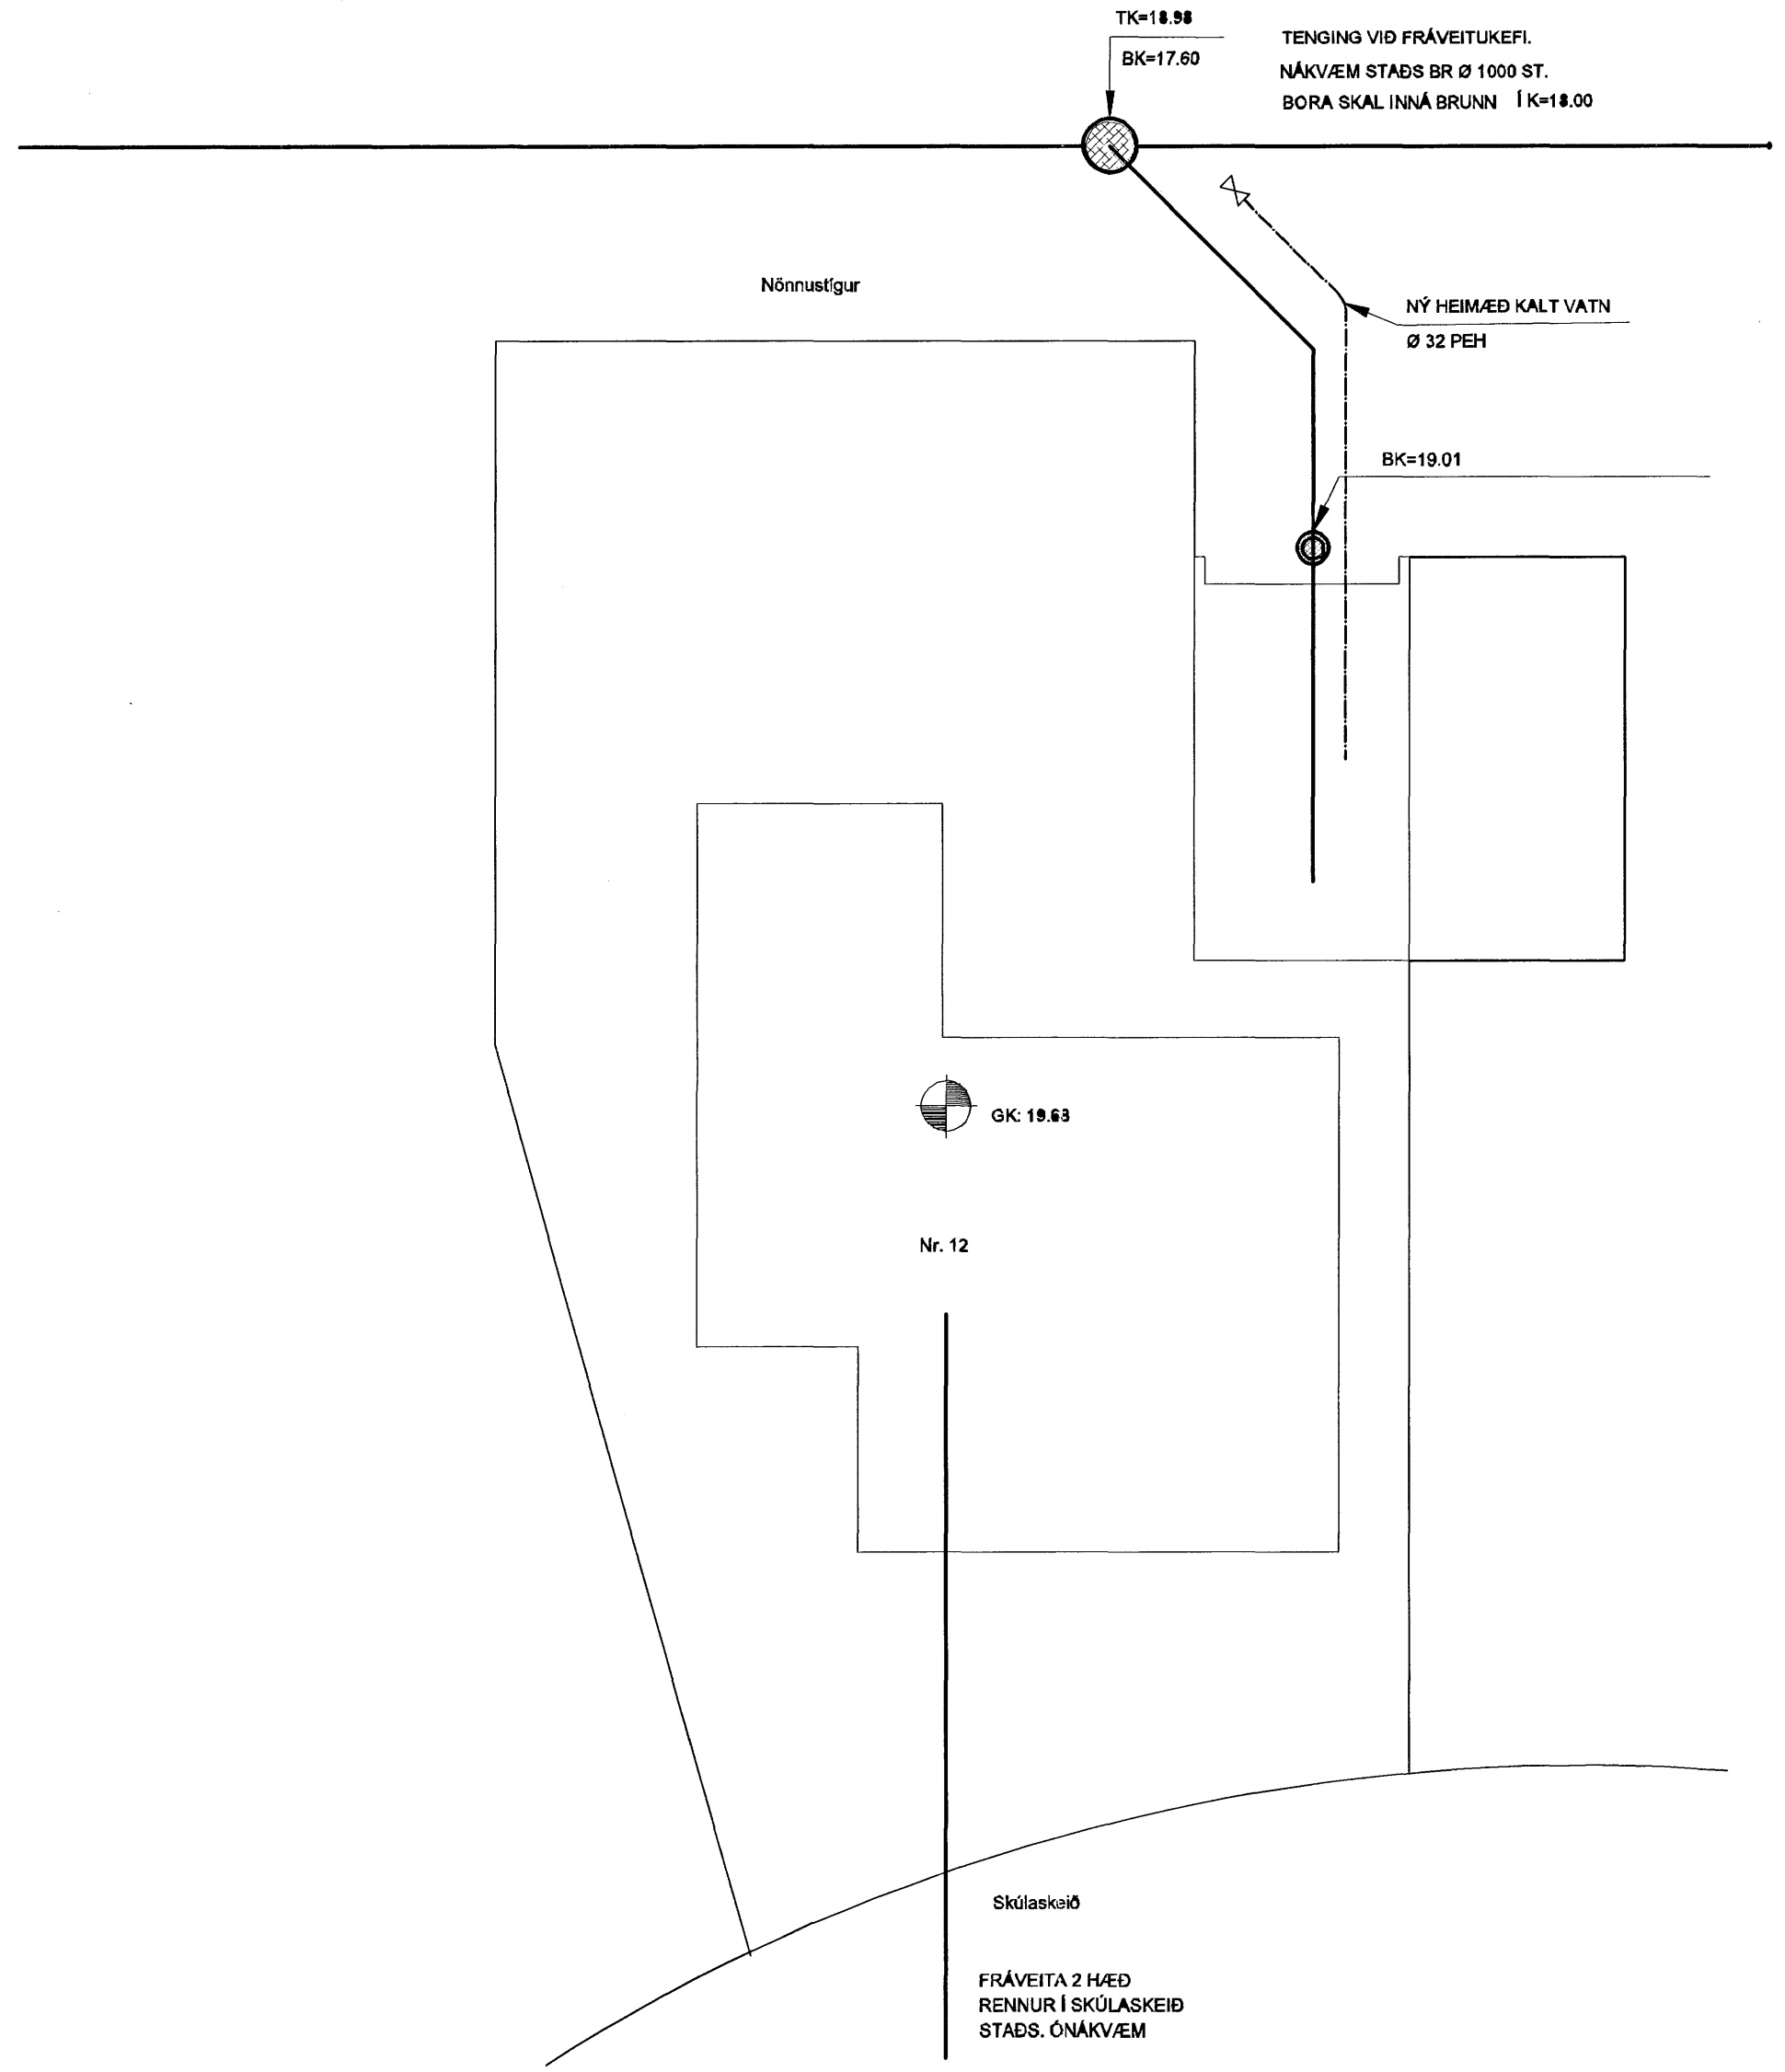 TK=18.98
BK=17.60
TENGING VIÐ FRÁVEITUKEFI.
NÁKVÆM STAÐS BR Ø 1000 ST.
BORA SKAL INNÁ BRUNN Í K=18.00
Nönnustígur
NÝ HEIMÆÐ KALT VATN
Ø 32 PEH
BK=19.01
GK: 19.63
Nr. 12
Skúlaskeið
FRÁVEITA 2 HÆÐ
RENNUR Í SKÚLASKEIÐ
STAÐS. ÓNÁKVÆM